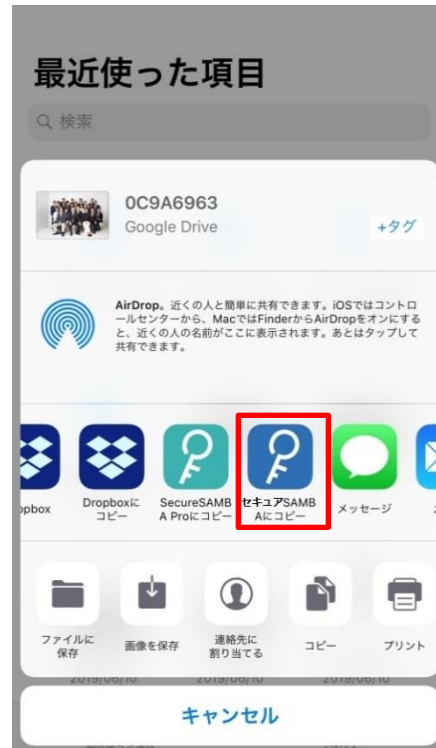 最近使った項目
検索
0C9A6963
Google Drive
+タグ
AirDrop。近くの人と簡単に共有できます。iOSではコントロ
ールセンターから、MacではFinderからAirDropをオンにする
と、近くの人の名前がここに表示されます。あとはタップして
共有できます。
opbox
Dropboxに
コピー
SecureSAMB
A Proにコピー
セキュアSAMB
Aにコピー
メッセージ
ファイルに
保存
画像を保存
連絡先に
割り当てる
コピー
プリント
2019/06/10
2019/06/10
2019/06/10
キャンセル